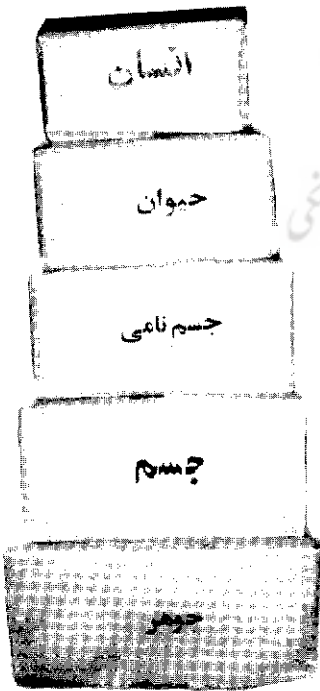 انسان
حیوان
جسم نامی
جسم
جوهر